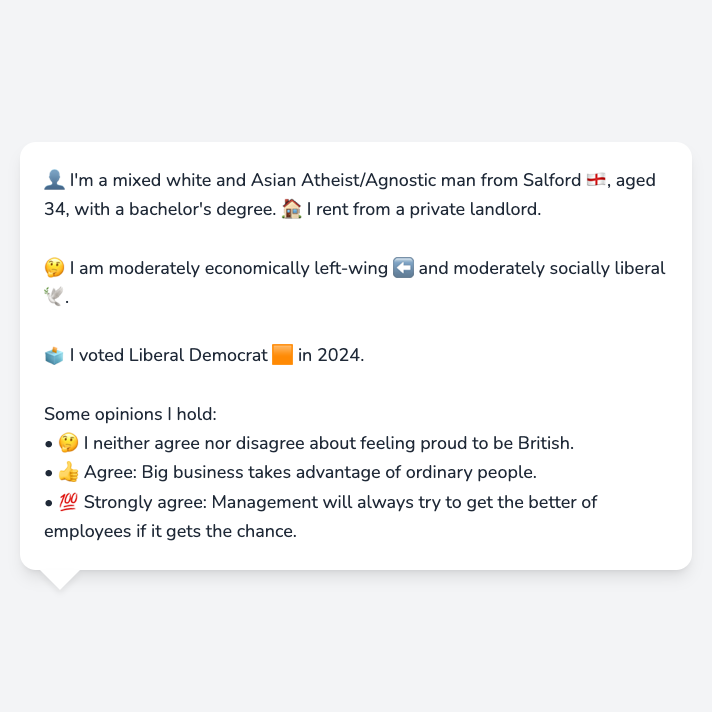 👤 I'm a mixed white and Asian Atheist/Agnostic man from Salford 🏴󠁧󠁢󠁥󠁮󠁧󠁿, aged
34, with a bachelor's degree. 🏠 I rent from a private landlord.
🤔 I am moderately economically left-wing ⬅️ and moderately socially liberal
🕊️.
🗳️ I voted Liberal Democrat 🟧 in 2024.
Some opinions I hold:
• 🤔 I neither agree nor disagree about feeling proud to be British.
• 👍 Agree: Big business takes advantage of ordinary people.
• 💯 Strongly agree: Management will always try to get the better of
employees if it gets the chance.